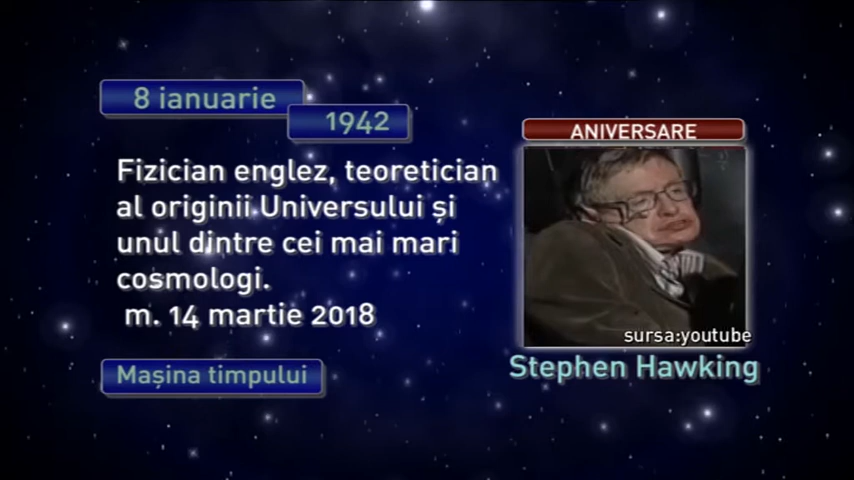 8 ianuarie
1942
Fizician englez, teoretician
al originii Universului și
unul dintre cei mai mari
cosmologi.
m. 14 martie 2018
Mașina timpului
ANIVERSARE
sursa:youtube
Stephen Hawking